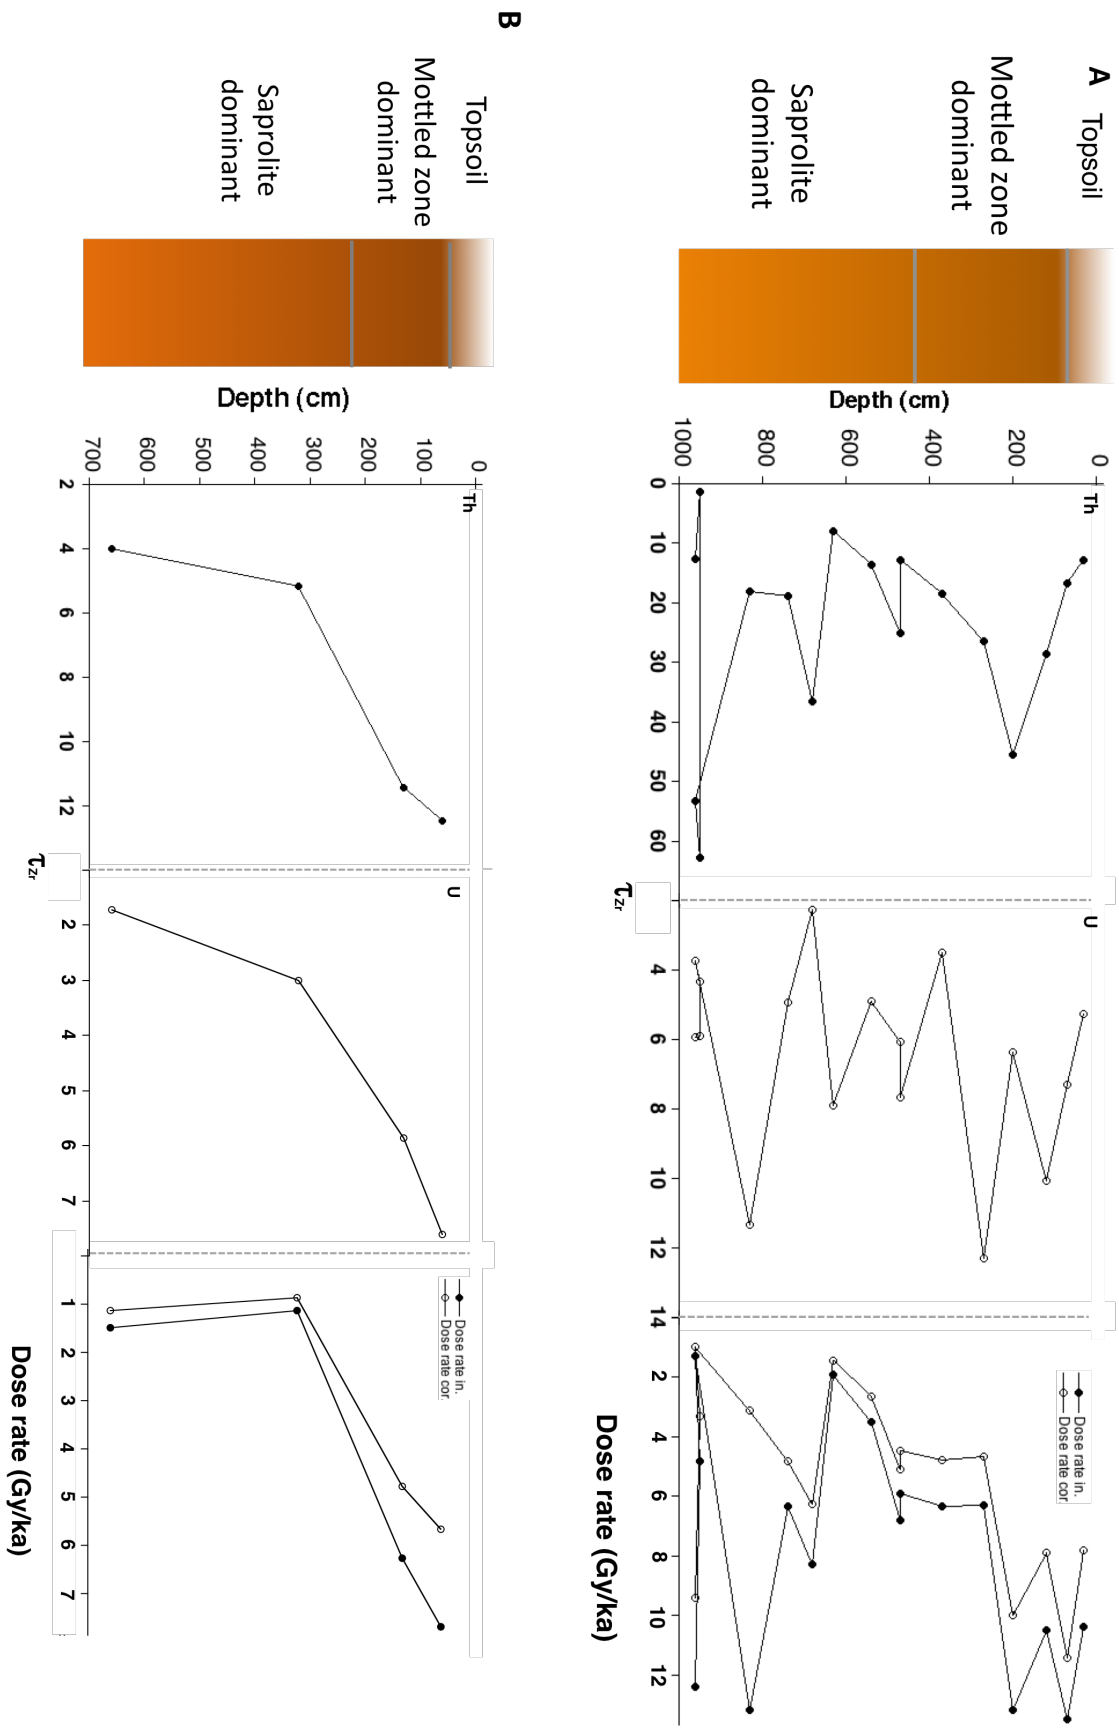 A
Topsoil
Mottled zone
dominant
Saprolite
dominant
Depth (cm)
0
200
400
600
800
1000
Th
0
10
20
30
40
50
60
τZr
U
4
6
8
10
12
14
Dose rate in.
Dose rate cor
2
4
6
8
10
12
Dose rate (Gy/ka)
B
Topsoil
Mottled zone
dominant
Saprolite
dominant
Depth (cm)
0
100
200
300
400
500
600
700
Th
2
4
6
8
10
12
τZr
U
2
3
4
5
6
7
Dose rate in.
Dose rate cor
1
2
3
4
5
6
7
Dose rate (Gy/ka)